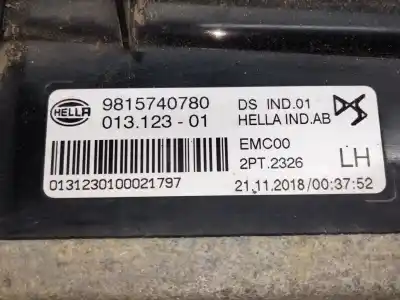 HELLA
9815740780
013.123-01
DS IND.01
HELLA IND.AB
EMC00
2PT.2326
LH
0131230100021797
21.11.2018/00:37:52